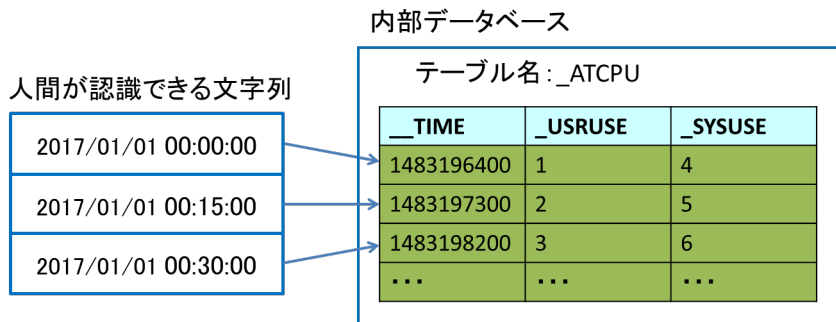 内部データベース
人間が認識できる文字列
テーブル名:_ATCPU
2017/01/01 00:00:00
2017/01/01 00:15:00
2017/01/01 00:30:00
__TIME _USRUSE _SYSUSE
1483196400 1 4
1483197300 2 5
1483198200 3 6
... ... ...